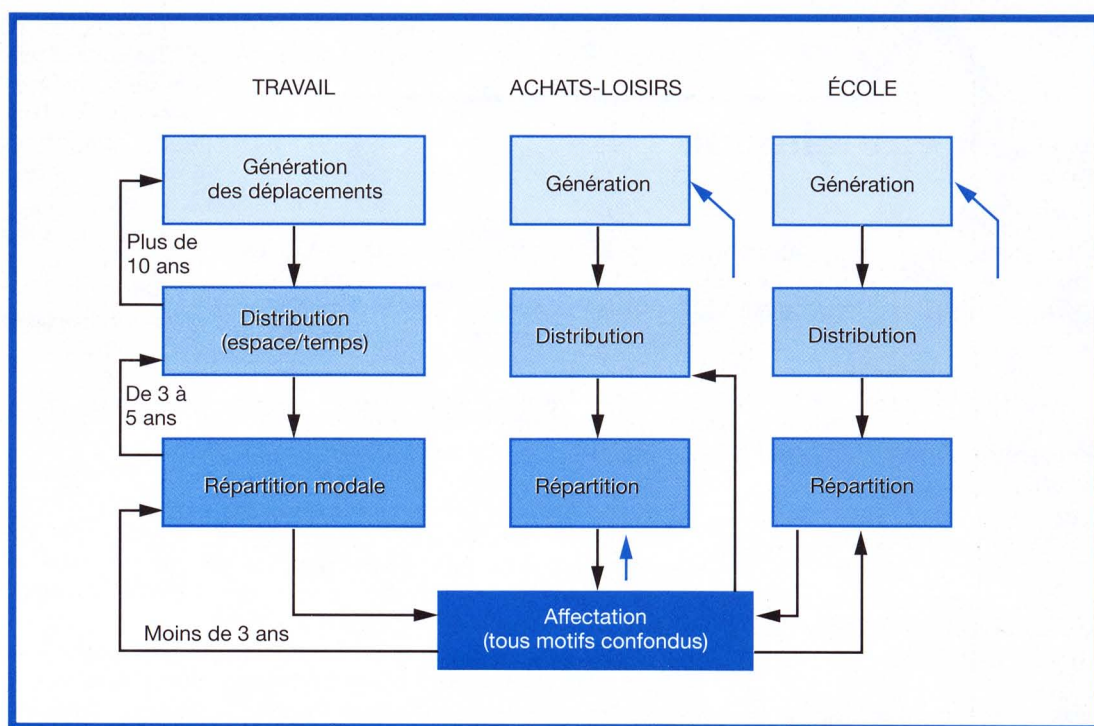 TRAVAIL
ACHATS-LOISIRS
ÉCOLE
Génération
des déplacements
Génération
Génération
Plus de
10 ans
Distribution
(espace/temps)
Distribution
Distribution
De 3 à
5 ans
Répartition modale
Répartition
Répartition
Affectation
(tous motifs confondus)
Moins de 3 ans